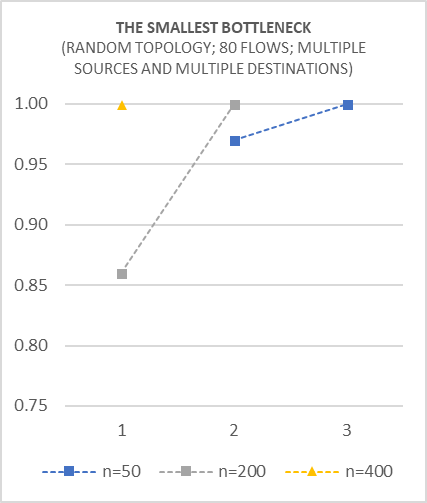 THE SMALLEST BOTTLENECK
(RANDOM TOPOLOGY; 80 FLOWS; MULTIPLE
SOURCES AND MULTIPLE DESTINATIONS)
1.00
0.95
0.90
0.85
0.80
0.75
1 2 3
n=50 n=200 n=400